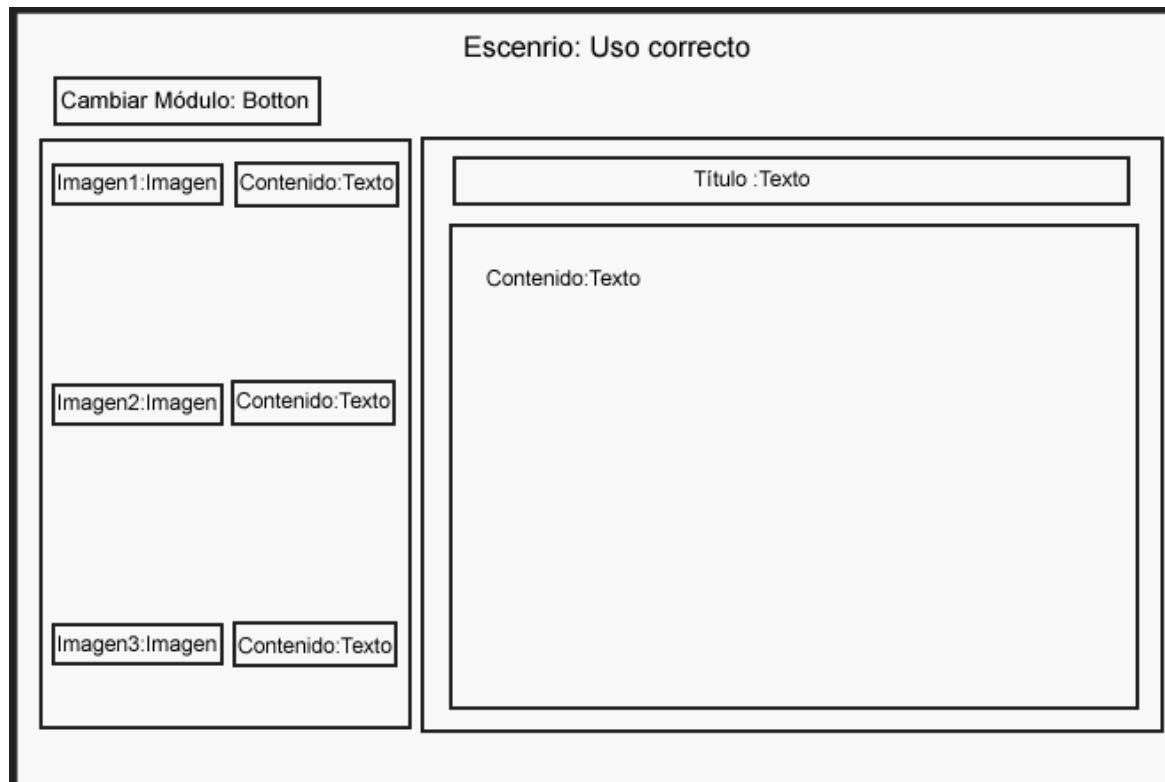 Escenrio: Uso correcto
Cambiar Módulo: Botton
Imagen1:Imagen Contenido:Texto
Imagen2:Imagen Contenido:Texto
Imagen3:Imagen Contenido:Texto
Título :Texto
Contenido:Texto